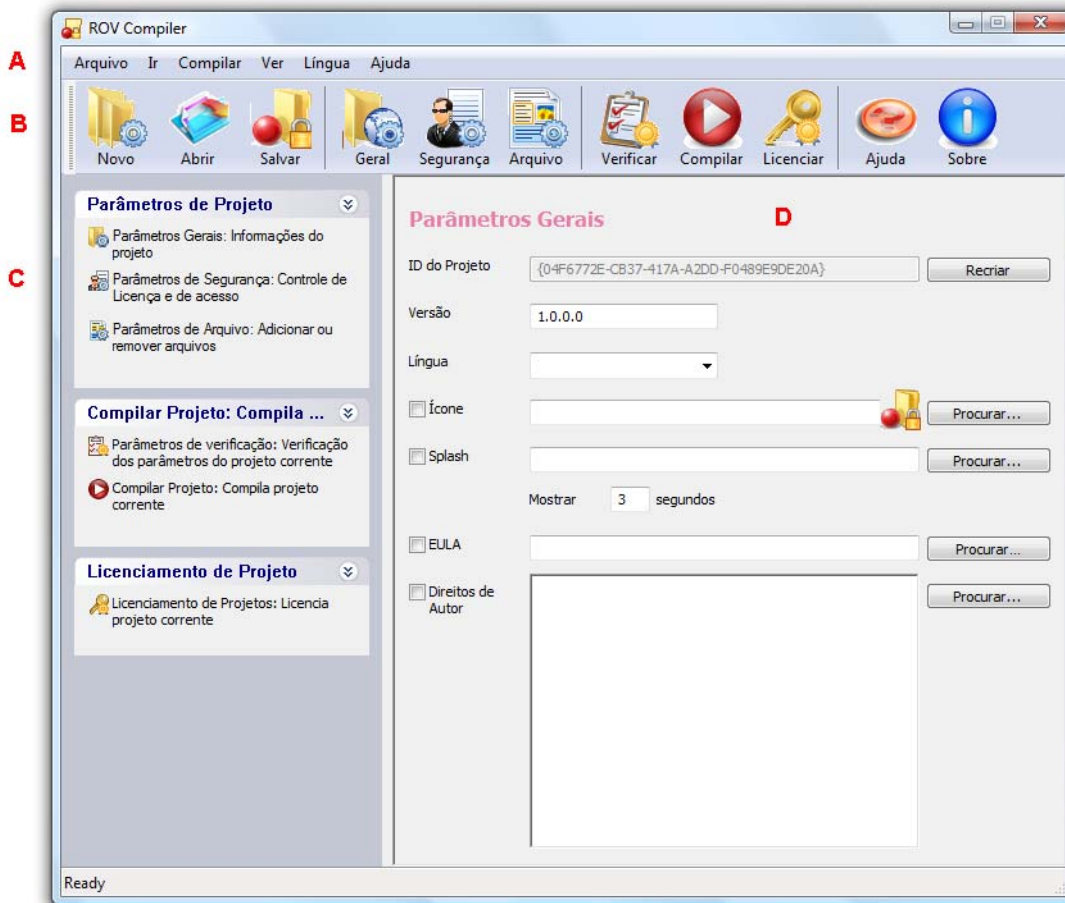 ROV Compiler
A
Arquivo Ir Compilar Ver Língua Ajuda
B
Novo Abrir Salvar Geral Segurança Arquivo Verificar Compilar Licenciar Ajuda Sobre
C
Parâmetros de Projeto
Parâmetros Gerais: Informações do
projeto
Parâmetros de Segurança: Controle de
Licença e de acesso
Parâmetros de Arquivo: Adicionar ou
remover arquivos
Compilar Projeto: Compila ...
Parâmetros de verificação: Verificação
dos parâmetros do projeto corrente
Compilar Projeto: Compila projeto
corrente
Licenciamento de Projeto
Licenciamento de Projetos: Licencia
projeto corrente
D
Parâmetros Gerais
ID do Projeto {04F6772E-CB37-417A-A2DD-F0489E9DE20A} Recriar
Versão 1.0.0.0
Língua
Ícone Procurar...
Splash Procurar...
Mostrar 3 segundos
EULA Procurar...
Direitos de
Autor
Procurar...
Ready